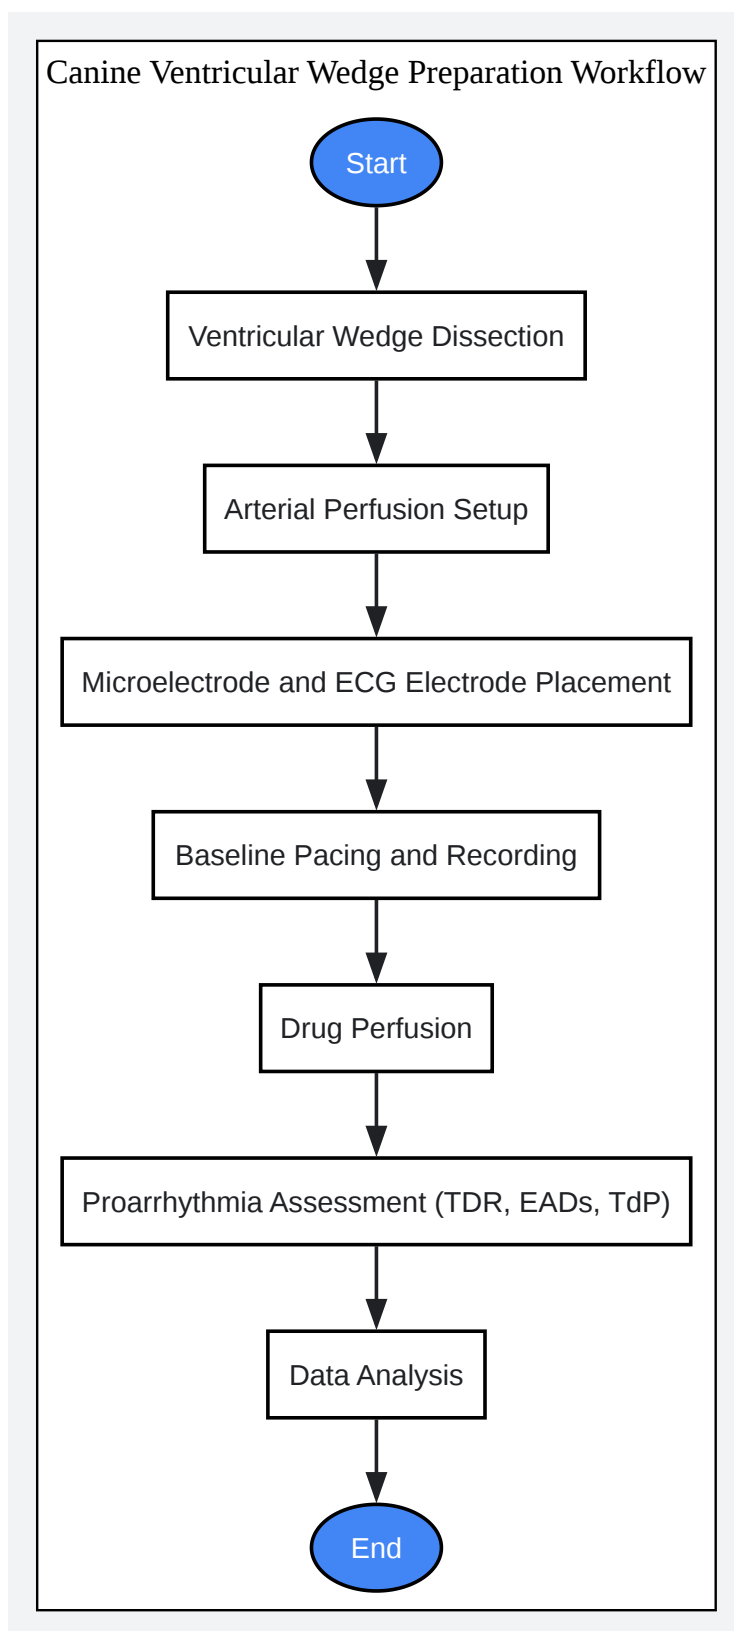 Canine Ventricular Wedge Preparation Workflow
Start
Ventricular Wedge Dissection
Arterial Perfusion Setup
Microelectrode and ECG Electrode Placement
Baseline Pacing and Recording
Drug Perfusion
Proarrhythmia Assessment (TDR, EADs, TdP)
Data Analysis
End